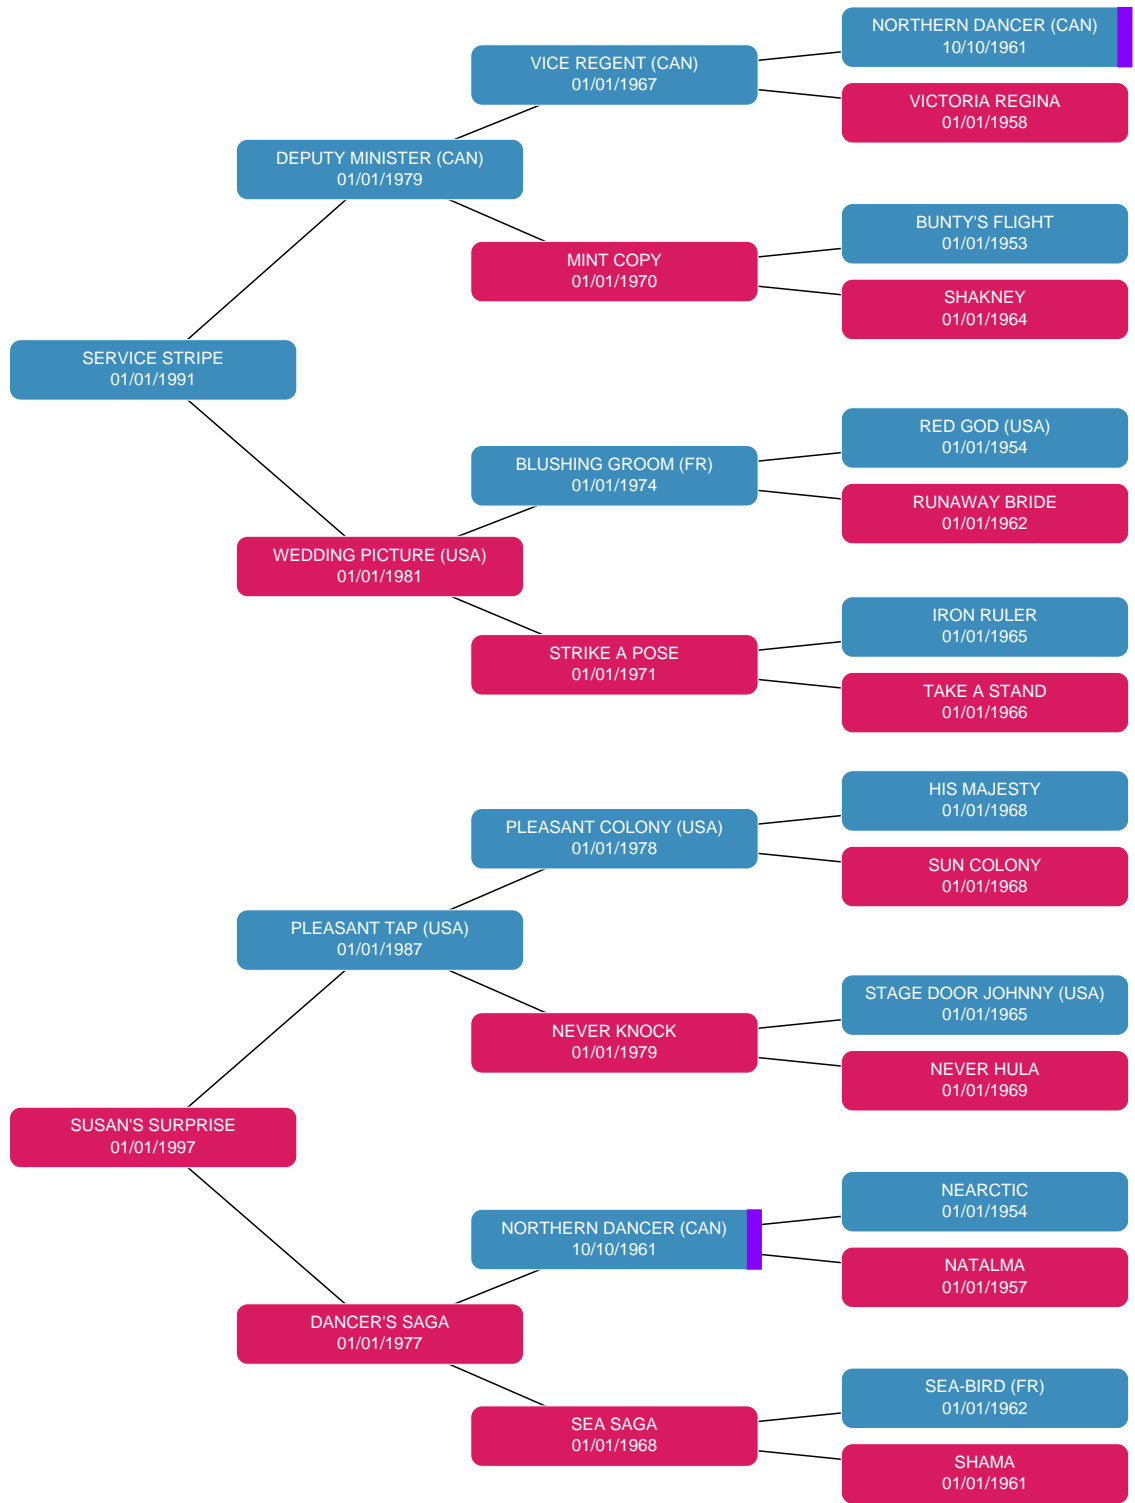 NORTHERN DANCER (CAN)
10/10/1961
VICE REGENT (CAN)
01/01/1967
VICTORIA REGINA
01/01/1958
DEPUTY MINISTER (CAN)
01/01/1979
BUNTY'S FLIGHT
01/01/1953
MINT COPY
01/01/1970
SHAKNEY
01/01/1964
SERVICE STRIPE
01/01/1991
RED GOD (USA)
01/01/1954
BLUSHING GROOM (FR)
01/01/1974
RUNAWAY BRIDE
01/01/1962
WEDDING PICTURE (USA)
01/01/1981
IRON RULER
01/01/1965
STRIKE A POSE
01/01/1971
TAKE A STAND
01/01/1966
HIS MAJESTY
01/01/1968
PLEASANT COLONY (USA)
01/01/1978
SUN COLONY
01/01/1968
PLEASANT TAP (USA)
01/01/1987
STAGE DOOR JOHNNY (USA)
01/01/1965
NEVER KNOCK
01/01/1979
NEVER HULA
01/01/1969
SUSAN'S SURPRISE
01/01/1997
NEARCTIC
01/01/1954
NORTHERN DANCER (CAN)
10/10/1961
NATALMA
01/01/1957
DANCER'S SAGA
01/01/1977
SEA-BIRD (FR)
01/01/1962
SEA SAGA
01/01/1968
SHAMA
01/01/1961